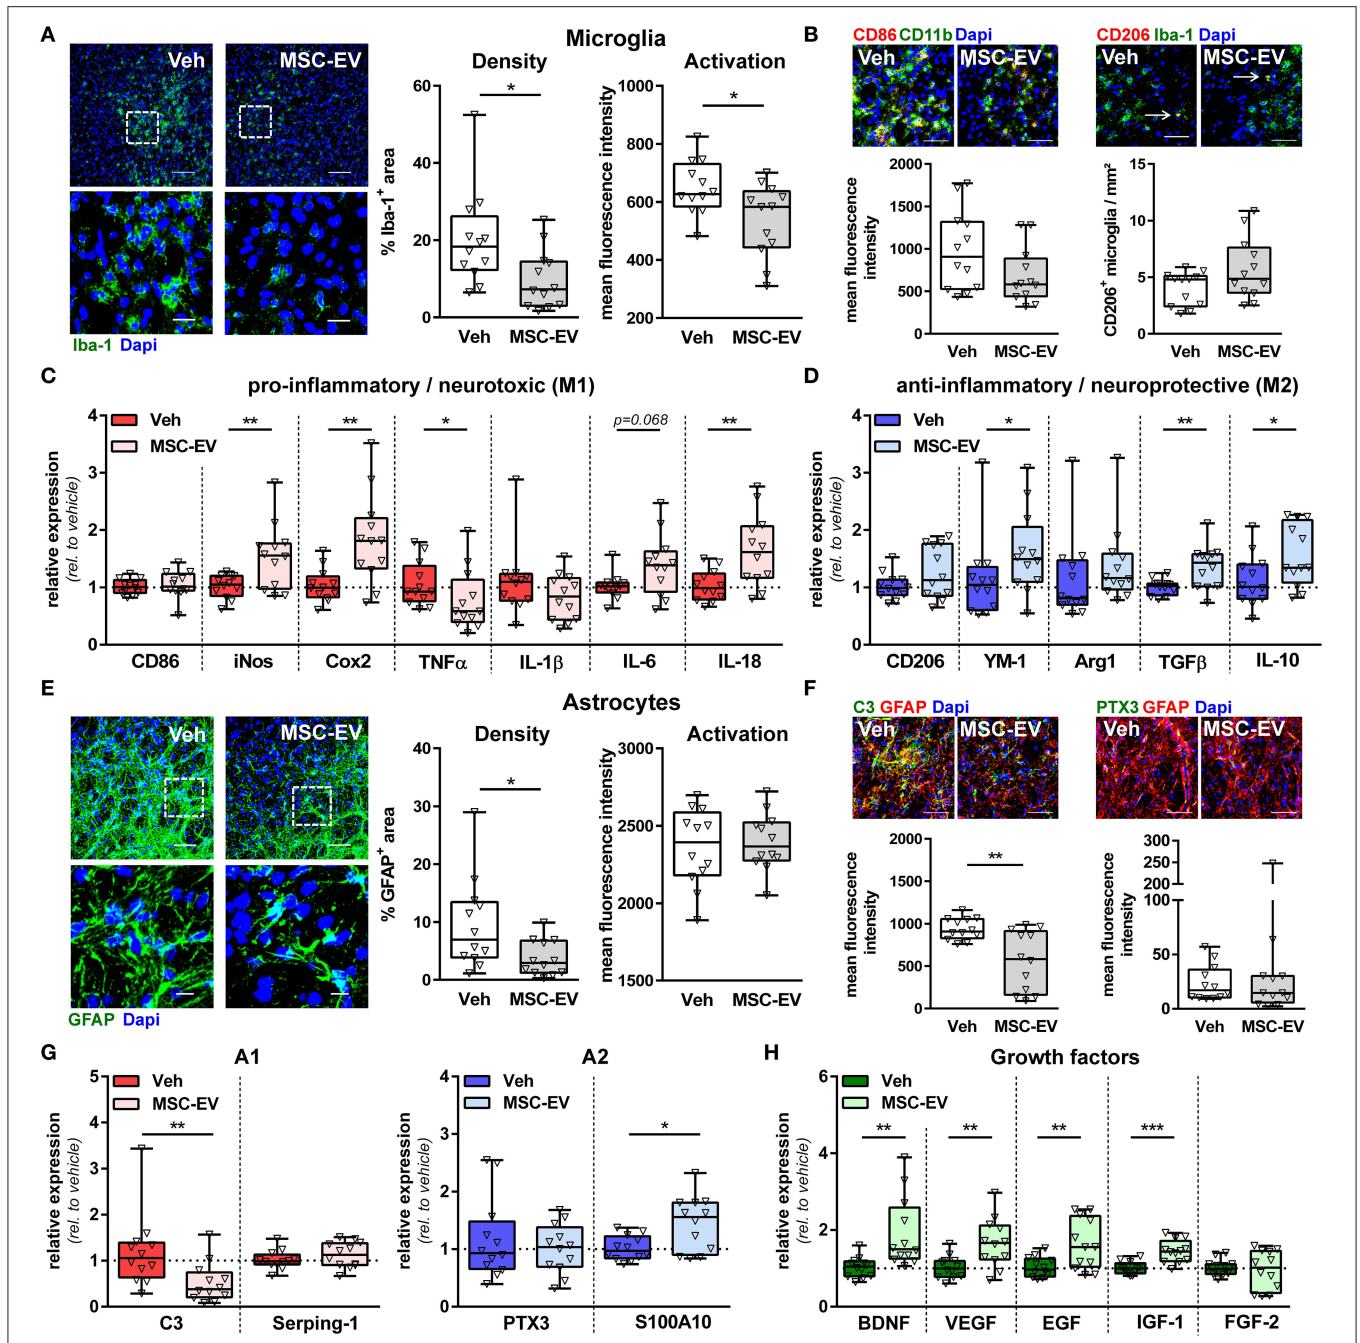 A
Microglia
Veh
MSC-EV
Iba-1 Dapi
Density
% Iba-1+ area
60
40
20
0
*
Veh
MSC-EV
Activation
mean fluorescence intensity
1000
800
600
400
200
*
Veh
MSC-EV
B
CD86 CD11b Dapi
Veh
MSC-EV
CD206 Iba-1 Dapi
Veh
MSC-EV
mean fluorescence intensity
2000
1500
1000
500
0
Veh
MSC-EV
CD206+ microglia / mm²
15
10
5
0
Veh
MSC-EV
C
pro-inflammatory / neurotoxic (M1)
relative expression
(rel. to vehicle)
4
3
2
1
0
Veh
MSC-EV
**
**
*
p=0.068
**
CD86
iNos
Cox2
TNFα
IL-1β
IL-6
IL-18
D
anti-inflammatory / neuroprotective (M2)
relative expression
(rel. to vehicle)
4
3
2
1
0
Veh
MSC-EV
*
**
*
CD206
YM-1
Arg1
TGFβ
IL-10
E
Astrocytes
Veh
MSC-EV
GFAP Dapi
Density
% GFAP+ area
40
30
20
10
0
*
Veh
MSC-EV
Activation
mean fluorescence intensity
3000
2500
2000
1500
Veh
MSC-EV
F
C3 GFAP Dapi
Veh
MSC-EV
PTX3 GFAP Dapi
Veh
MSC-EV
mean fluorescence intensity
2000
1500
1000
500
0
**
Veh
MSC-EV
mean fluorescence intensity
300
250
200
100
50
0
Veh
MSC-EV
G
A1
relative expression
(rel. to vehicle)
5
4
3
2
1
0
Veh
MSC-EV
**
C3
Serping-1
A2
relative expression
(rel. to vehicle)
4
3
2
1
0
Veh
MSC-EV
*
PTX3
S100A10
H
Growth factors
relative expression
(rel. to vehicle)
6
4
2
0
Veh
MSC-EV
**
**
**
***
BDNF
VEGF
EGF
IGF-1
FGF-2